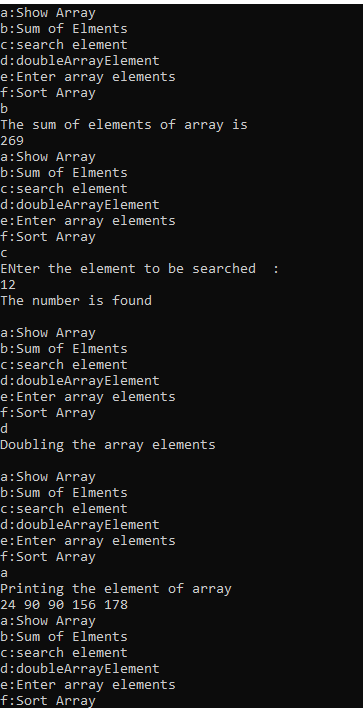 a:Show Array
b:Sum of Elments
c:search element
d:doubleArrayElement
e:Enter array elements
f:Sort Array
b
The sum of elements of array is
269
a:Show Array
b:Sum of Elments
c:search element
d:doubleArrayElement
e:Enter array elements
f:Sort Array
c
ENter the element to be searched  :
12
The number is found
a:Show Array
b:Sum of Elments
c:search element
d:doubleArrayElement
e:Enter array elements
f:Sort Array
d
Doubling the array elements
a:Show Array
b:Sum of Elments
c:search element
d:doubleArrayElement
e:Enter array elements
f:Sort Array
a
Printing the element of array
24 90 90 156 178
a:Show Array
b:Sum of Elments
c:search element
d:doubleArrayElement
e:Enter array elements
f:Sort Array